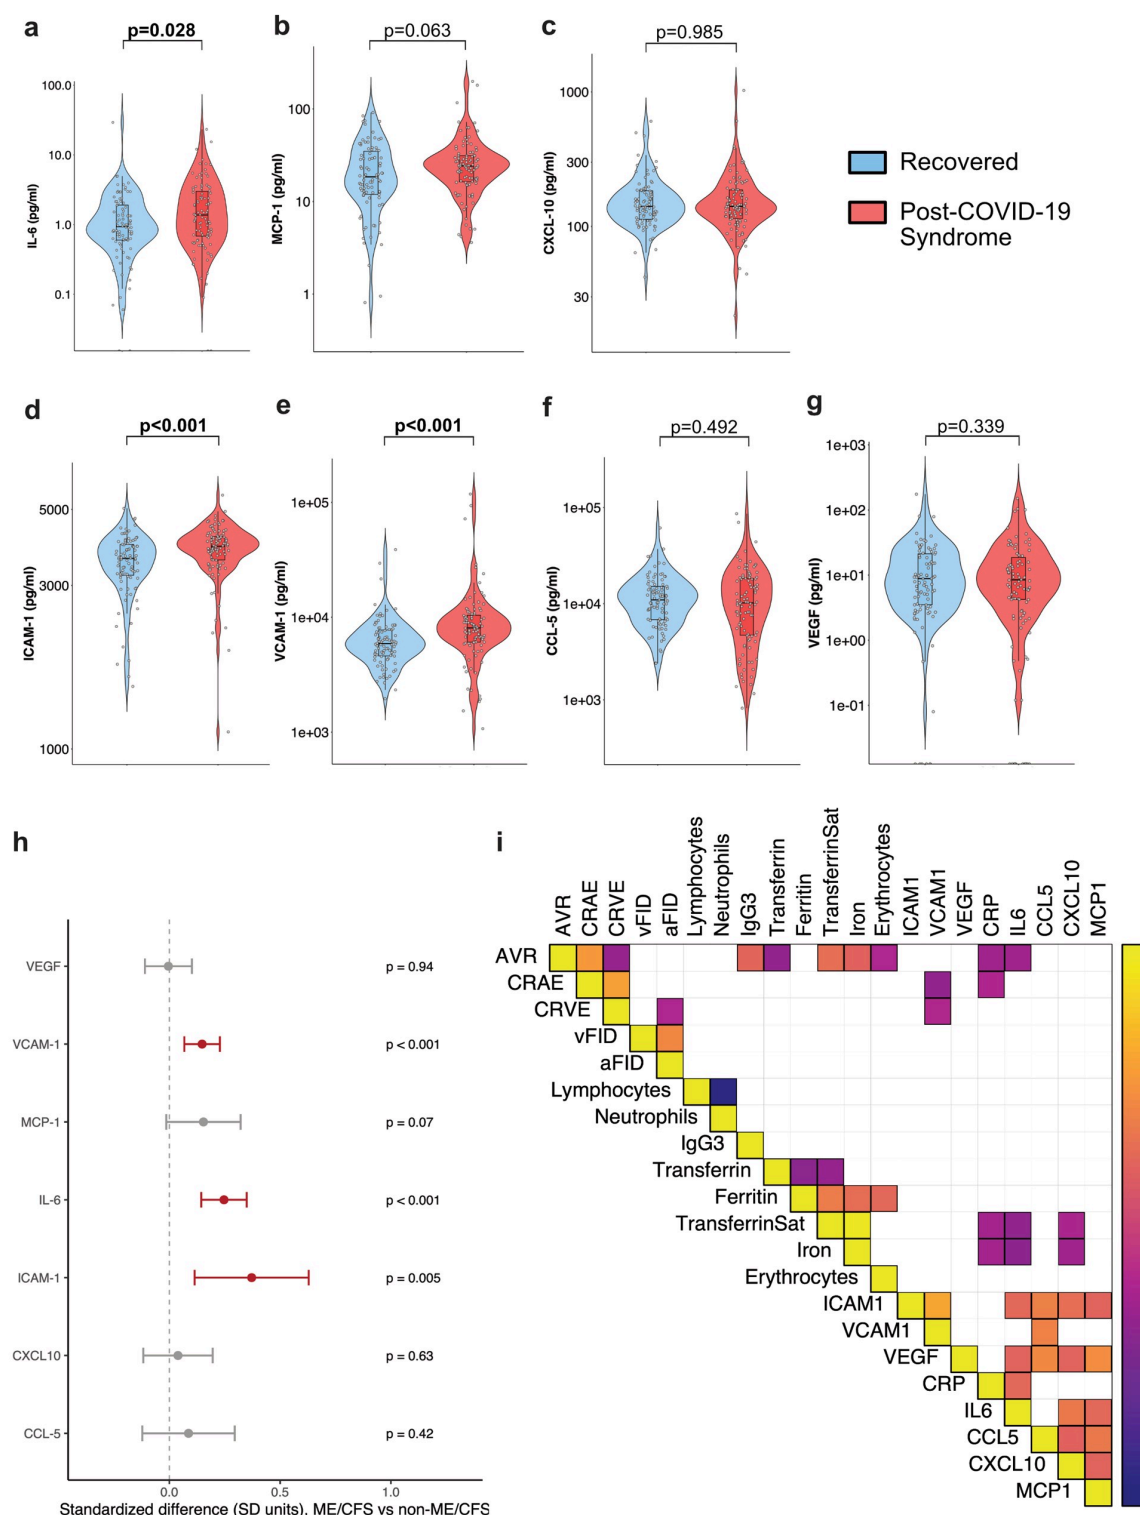 a
p=0.028
100.0
10.0
1.0
0.1
IL-6 (pg/ml)
b
p=0.063
100
10
1
MCP-1 (pg/ml)
c
p=0.985
1000
300
100
30
CXCL-10 (pg/ml)
Recovered
Post-COVID-19
Syndrome
d
p<0.001
5000
3000
1000
ICAM-1 (pg/ml)
e
p<0.001
1e+05
1e+04
1e+03
VCAM-1 (pg/ml)
f
p=0.492
1e+05
1e+04
1e+03
CCL-5 (pg/ml)
g
p=0.339
1e+03
1e+02
1e+01
1e+00
1e-01
VEGF (pg/ml)
h
VEGF p = 0.94
VCAM-1 p < 0.001
MCP-1 p = 0.07
IL-6 p < 0.001
ICAM-1 p = 0.005
CXCL10 p = 0.63
CCL-5 p = 0.42
0.0 0.5 1.0
Standardized difference (SD units), ME/CFS vs non-ME/CFS
i
AVR
CRAE
CRVE
vFID
aFID
Lymphocytes
Neutrophils
IgG3
Transferrin
Ferritin
TransferrinSat
Iron
Erythrocytes
ICAM1
VCAM1
VEGF
CRP
IL6
CCL5
CXCL10
MCP1
AVR
CRAE
CRVE
vFID
aFID
Lymphocytes
Neutrophils
IgG3
Transferrin
Ferritin
TransferrinSat
Iron
Erythrocytes
ICAM1
VCAM1
VEGF
CRP
IL6
CCL5
CXCL10
MCP1